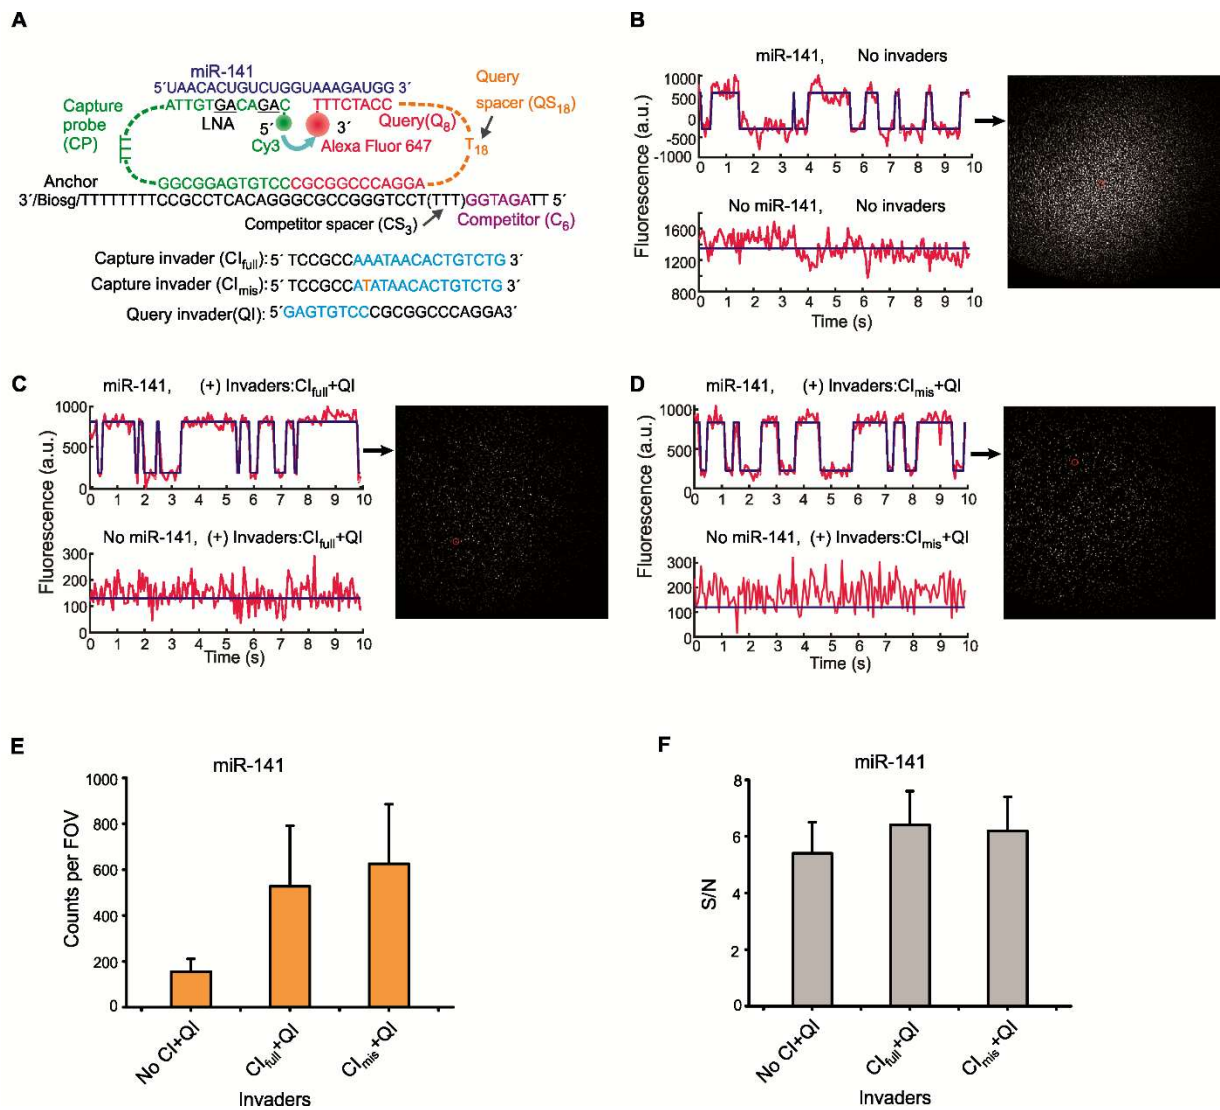 A
miR-141
5´UAACACUGUCUGGUAAAGAUGG 3´
ATTGTGACAGAC TTTCTACC
LNA 5´ 3´ Query(Q8)
Cy3 Alexa Fluor 647
Capture probe (CP)
TTT
Query spacer (QS18)
T18
GGCGGAGTGTCCCGCGGCCCAGGA
Anchor
3´/Biosg/TTTTTTTTCCGCCTCACAGGGCGCCGGGTCCT(TTT)GGTAGATT 5´
Competitor spacer (CS3) Competitor (C6)
Capture invader (CIfull): 5´ TCCGCCAAATAACACTGTCTG 3´
Capture invader (CImis): 5´ TCCGCCATATAACACTGTCTG 3´
Query invader(QI): 5´GAGTGTCCCGCGGCCCAGGA3´
B
miR-141, No invaders
Fluorescence (a.u.)
1000
500
0
-500
-1000
0 1 2 3 4 5 6 7 8 9 10
No miR-141, No invaders
1600
1200
800
0 1 2 3 4 5 6 7 8 9 10
Time (s)
C
miR-141, (+) Invaders:CIfull+QI
Fluorescence (a.u.)
1000
500
0
0 1 2 3 4 5 6 7 8 9 10
No miR-141, (+) Invaders:CIfull+QI
300
200
100
0
0 1 2 3 4 5 6 7 8 9 10
Time (s)
D
miR-141, (+) Invaders:CImis+QI
Fluorescence (a.u.)
1000
500
0
0 1 2 3 4 5 6 7 8 9 10
No miR-141, (+) Invaders:CImis+QI
300
200
100
0
0 1 2 3 4 5 6 7 8 9 10
Time (s)
E
miR-141
Counts per FOV
1000
800
600
400
200
0
No CI+QI
CIfull+QI
CImis+QI
Invaders
F
miR-141
S/N
8
6
4
2
0
No CI+QI
CIfull+QI
CImis+QI
Invaders